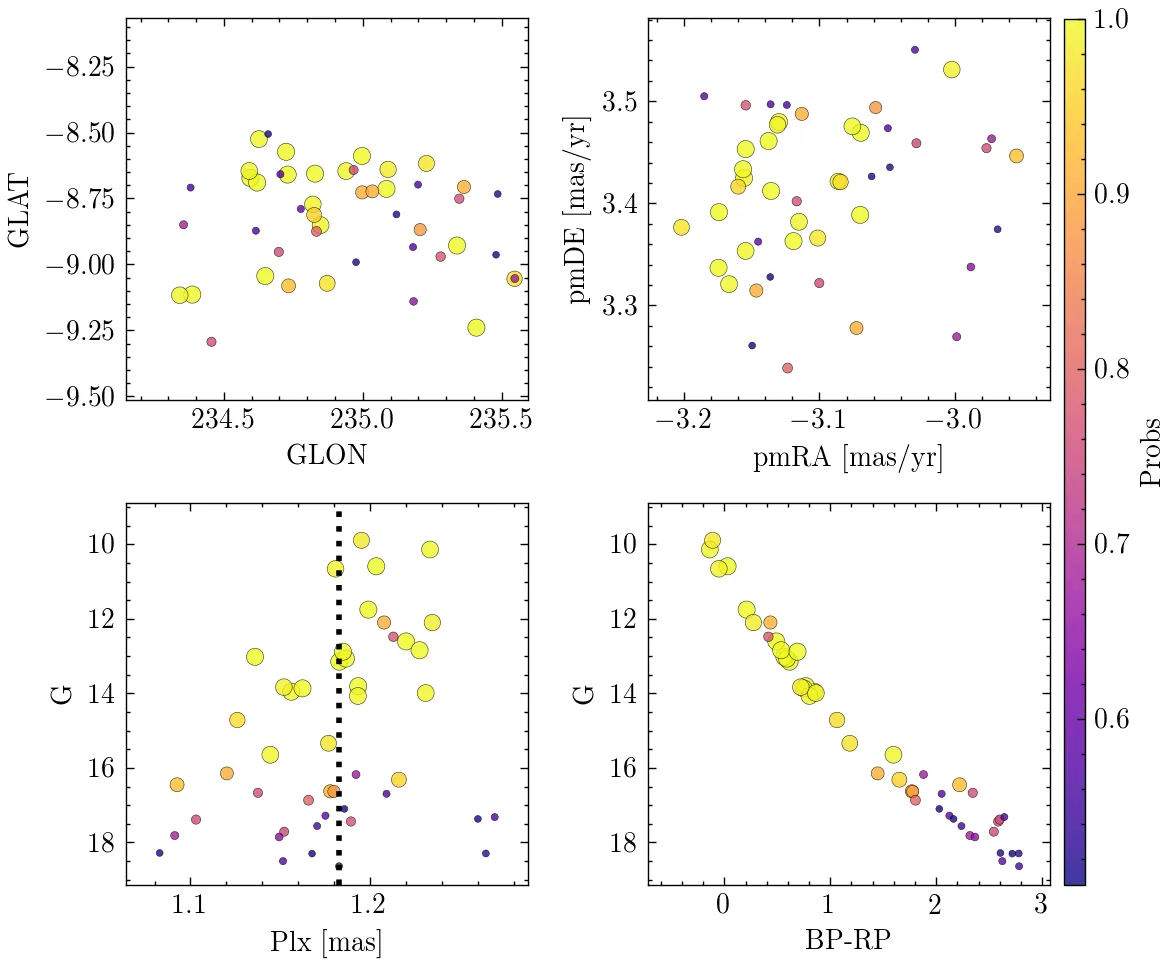 −8.25
−8.50
−8.75
−9.00
−9.25
−9.50
GLAT
234.5 235.0 235.5
GLON
3.5
3.4
3.3
pmDE [mas/yr]
−3.2 −3.1 −3.0
pmRA [mas/yr]
1.0
0.9
0.8
0.7
0.6
Probs
10
12
14
16
18
G
1.1 1.2
Plx [mas]
10
12
14
16
18
G
0 1 2 3
BP-RP